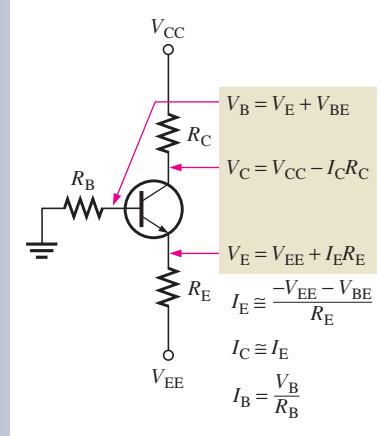 V_CC
V_B = V_E + V_BE
R_C
V_C = V_CC − I_C R_C
R_B
V_E = V_EE + I_E R_E
R_E
I_E ≅ (−V_EE − V_BE) / R_E
I_C ≅ I_E
V_EE
I_B = V_B / R_B